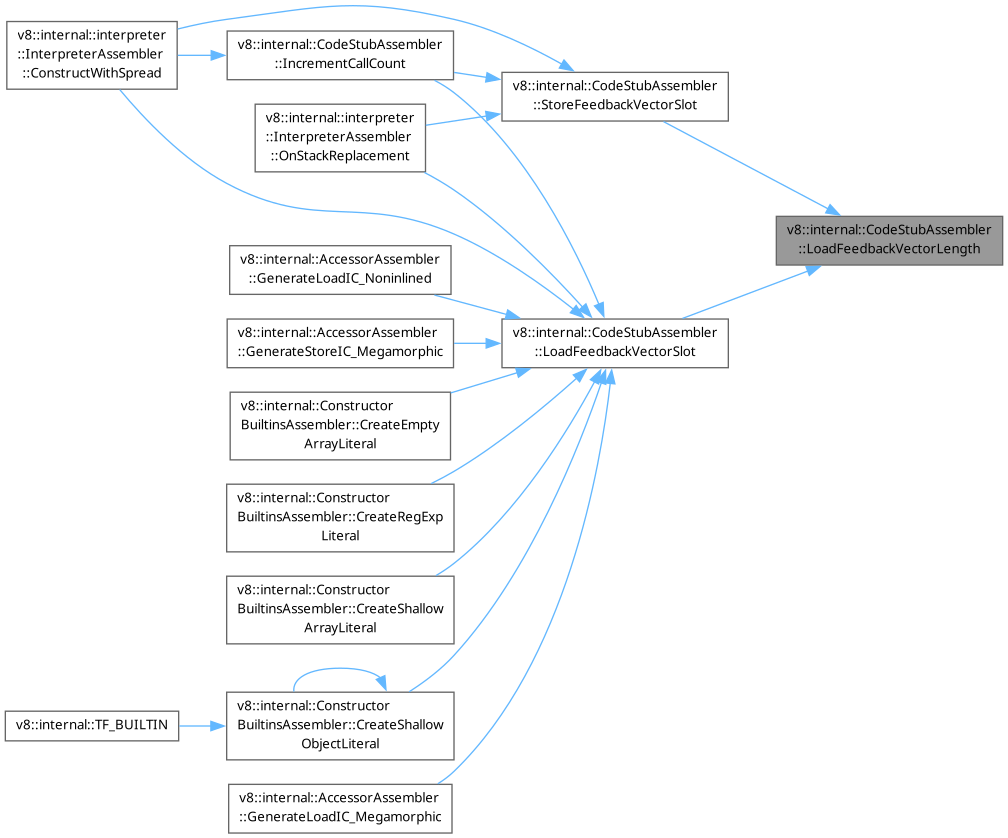 v8::internal::interpreter
::InterpreterAssembler
::ConstructWithSpread
v8::internal::CodeStubAssembler
::IncrementCallCount
v8::internal::CodeStubAssembler
::StoreFeedbackVectorSlot
v8::internal::interpreter
::InterpreterAssembler
::OnStackReplacement
v8::internal::CodeStubAssembler
::LoadFeedbackVectorLength
v8::internal::AccessorAssembler
::GenerateLoadIC_Noninlined
v8::internal::AccessorAssembler
::GenerateStoreIC_Megamorphic
v8::internal::CodeStubAssembler
::LoadFeedbackVectorSlot
v8::internal::Constructor
BuiltinsAssembler::CreateEmpty
ArrayLiteral
v8::internal::Constructor
BuiltinsAssembler::CreateRegExp
Literal
v8::internal::Constructor
BuiltinsAssembler::CreateShallow
ArrayLiteral
v8::internal::Constructor
BuiltinsAssembler::CreateShallow
ObjectLiteral
v8::internal::TF_BUILTIN
v8::internal::AccessorAssembler
::GenerateLoadIC_Megamorphic